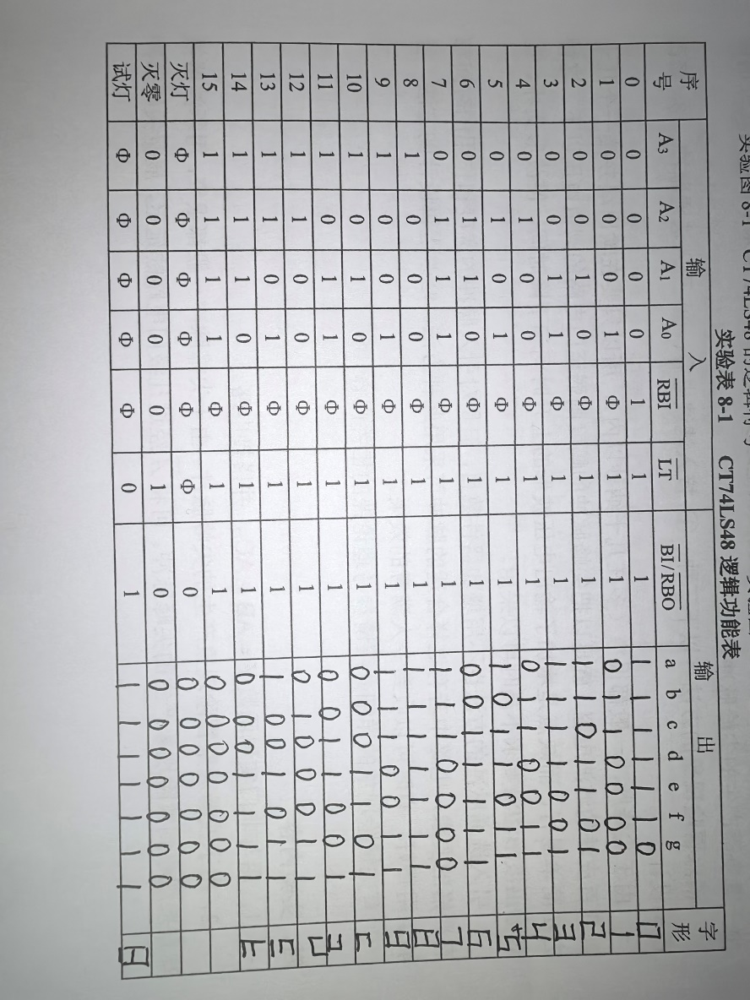 实验图 8-1 CT74LS48 的逻辑符号
实验表 8-1 CT74LS48 逻辑功能表
序号 输入 输出 字形
A3 A2 A1 A0 RBI LT BI/RBO a b c d e f g
0 0 0 0 0 1 1 1 1 1 1 1 1 1 0 0
1 0 0 0 1 Φ 1 1 0 1 1 0 0 0 0 1
2 0 0 1 0 Φ 1 1 1 1 0 1 1 0 1 2
3 0 0 1 1 Φ 1 1 1 1 1 1 0 0 1 3
4 0 1 0 0 Φ 1 1 0 1 1 0 0 1 1 4
5 0 1 0 1 Φ 1 1 1 0 1 1 0 1 1 5
6 0 1 1 0 Φ 1 1 0 0 1 1 1 1 1 6
7 0 1 1 1 Φ 1 1 1 1 1 0 0 0 0 7
8 1 0 0 0 Φ 1 1 1 1 1 1 1 1 1 8
9 1 0 0 1 Φ 1 1 1 1 1 0 0 1 1 9
10 1 0 1 0 Φ 1 1 0 0 0 1 1 0 1
11 1 0 1 1 Φ 1 1 0 0 1 1 0 0 1
12 1 1 0 0 Φ 1 1 0 1 0 0 0 1 1
13 1 1 0 1 Φ 1 1 1 0 0 1 0 1 1
14 1 1 1 0 Φ 1 1 0 0 0 1 1 1 1
15 1 1 1 1 Φ 1 1 0 0 0 0 0 0 0
灭灯 Φ Φ Φ Φ Φ Φ 0 0 0 0 0 0 0 0
灭零 0 0 0 0 0 1 0 0 0 0 0 0 0 0
试灯 Φ Φ Φ Φ Φ 0 1 1 1 1 1 1 1 1 8